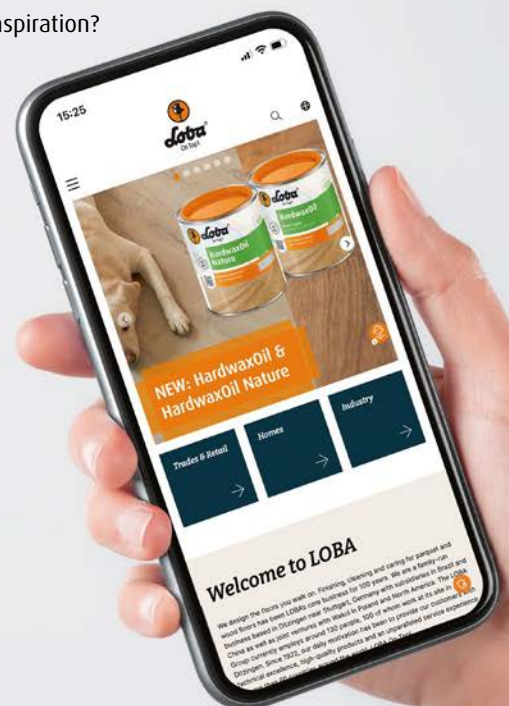 nspiration?
15:25
Loba
On Top!
Loba
HardwaxOil
Nature
Loba
HardwaxOil
NEW: HardwaxOil &
HardwaxOil Nature
Trades & Retail
Homes
Industry
Welcome to LOBA
We design the floors you walk on. Finishing, cleaning and caring for parquet and
wood floors has been LOBA's core business for 100 years. We are a family-run
business based in Ditzingen near Stuttgart, Germany with subsidiaries in Brazil and
China as well as joint ventures with Wakol in Poland and North America. The LOBA
Group currently employs around 130 people, 100 of whom work at its site in
Ditzingen. Since 1922, our daily motivation has been to provide our customers with
technical excellence, high-quality products and an unparalleled service experience